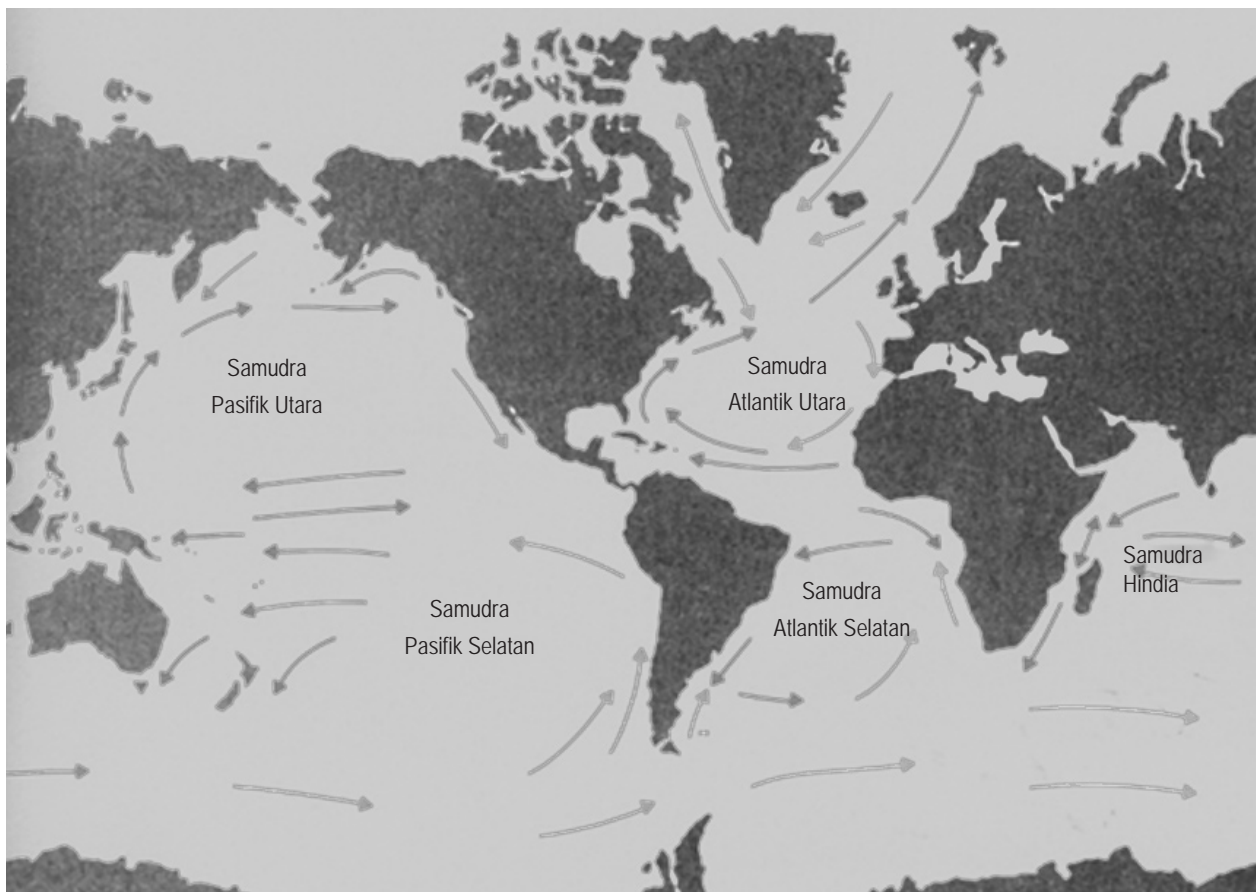 Samudra
Pasifik Utara
Samudra
Atlantik Utara
Samudra
Hindia
Samudra
Pasifik Selatan
Samudra
Atlantik Selatan